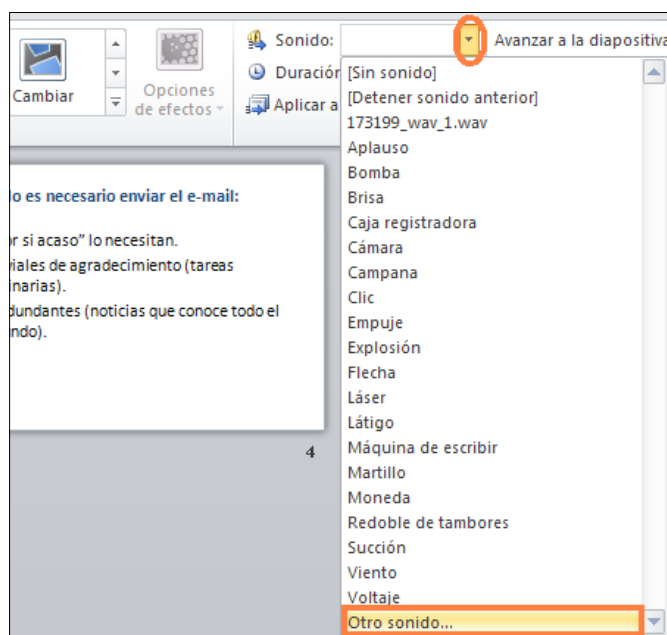 Sonido:
Avanzar a la diapositiva
Cambiar
Opciones
de efectos
Duración
Aplicar a
[Sin sonido]
[Detener sonido anterior]
173199_wav_1.wav
Aplauso
Bomba
Brisa
Caja registradora
Cámara
Campana
Clic
Empuje
Explosión
Flecha
Láser
Látigo
Máquina de escribir
Martillo
Moneda
Redoble de tambores
Succión
Viento
Voltaje
Otro sonido...
lo es necesario enviar el e-mail:
r si acaso” lo necesitan.
viales de agradecimiento (tareas
inarias).
dundantes (noticias que conoce todo el
ndo).
4